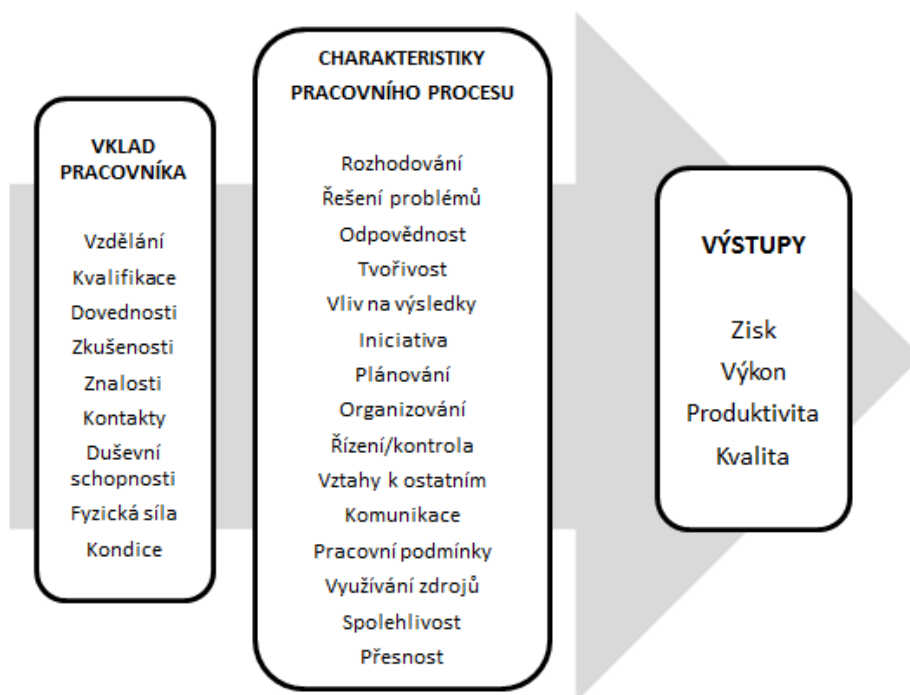 VKLAD
PRACOVNÍKA
Vzdělání
Kvalifikace
Dovednosti
Zkušenosti
Znalosti
Kontakty
Duševní
schopnosti
Fyzická síla
Kondice
CHARAKTERISTIKY
PRACOVNÍHO PROCESU
Rozhodování
Řešení problémů
Odpovědnost
Tvořivost
Vliv na výsledky
Iniciativa
Plánování
Organizování
Řízení/kontrola
Vztahy k ostatním
Komunikace
Pracovní podmínky
Využívání zdrojů
Spolehlivost
Přesnost
VÝSTUPY
Zisk
Výkon
Produktivita
Kvalita